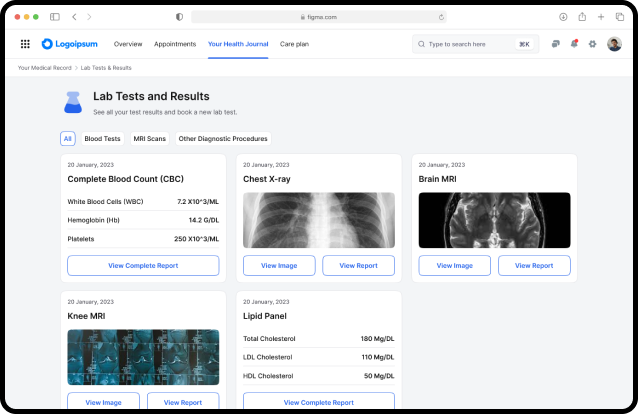 figmo.com
Logoipsum
Overview
Appointments
Your Health Journal
Care plan
Type to search here
⌘K
Your Medical Record > Lab Tests & Results
Lab Tests and Results
See all your test results and book a new lab test.
All
Blood Tests
MRI Scans
Other Diagnostic Procedures
20 January, 2023
Complete Blood Count (CBC)
White Blood Cells (WBC) 7.2 X10^3/ML
Hemoglobin (Hb) 14.2 G/DL
Platelets 250 X10^3/ML
View Complete Report
20 January, 2023
Chest X-ray
View Image
View Report
20 January, 2023
Brain MRI
View Image
View Report
20 January, 2023
Knee MRI
View Image
View Report
20 January, 2023
Lipid Panel
Total Cholesterol 180 Mg/DL
LDL Cholesterol 110 Mg/DL
HDL Cholesterol 50 Mg/DL
View Complete Report